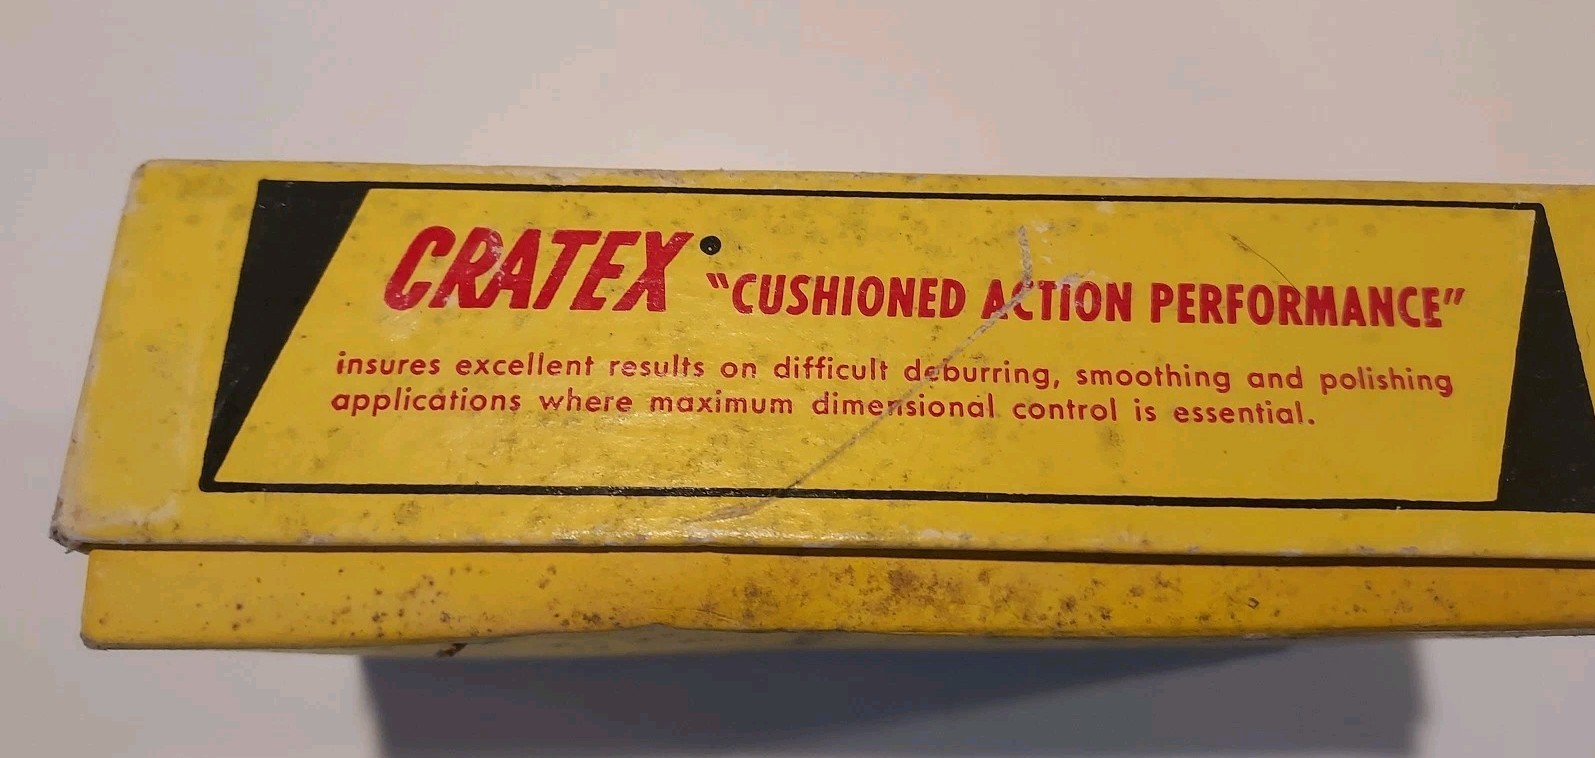 CRATEX "CUSHIONED ACTION PERFORMANCE"
insures excellent results on difficult deburring, smoothing and polishing
applications where maximum dimensional control is essential.